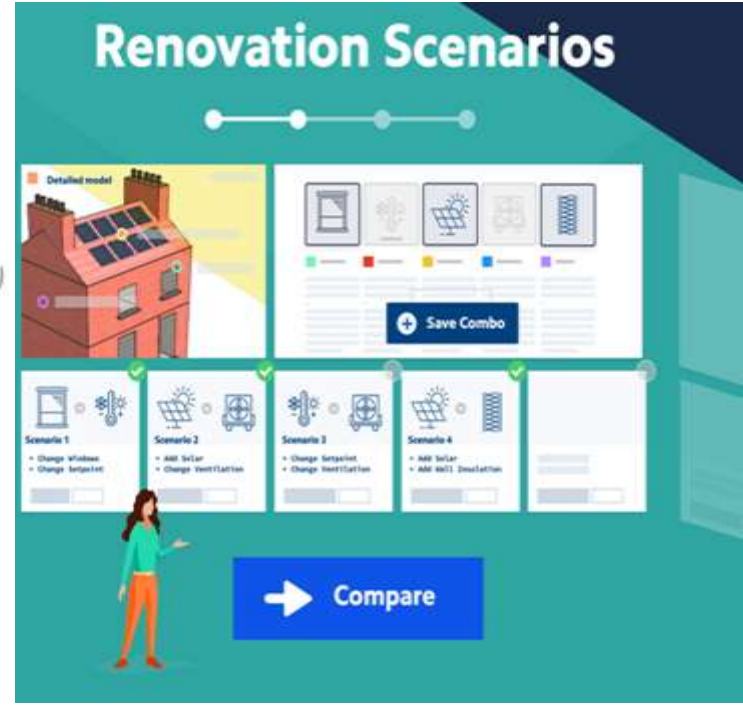 Renovation Scenarios
Detailed model
Save Combo
Scenario 1
• Change Windows
• Change Setpoint
Scenario 2
• Add Solar
• Change Ventilation
Scenario 3
• Change Setpoint
• Change Ventilation
Scenario 4
• Add Solar
• Add Wall Insulation
Compare